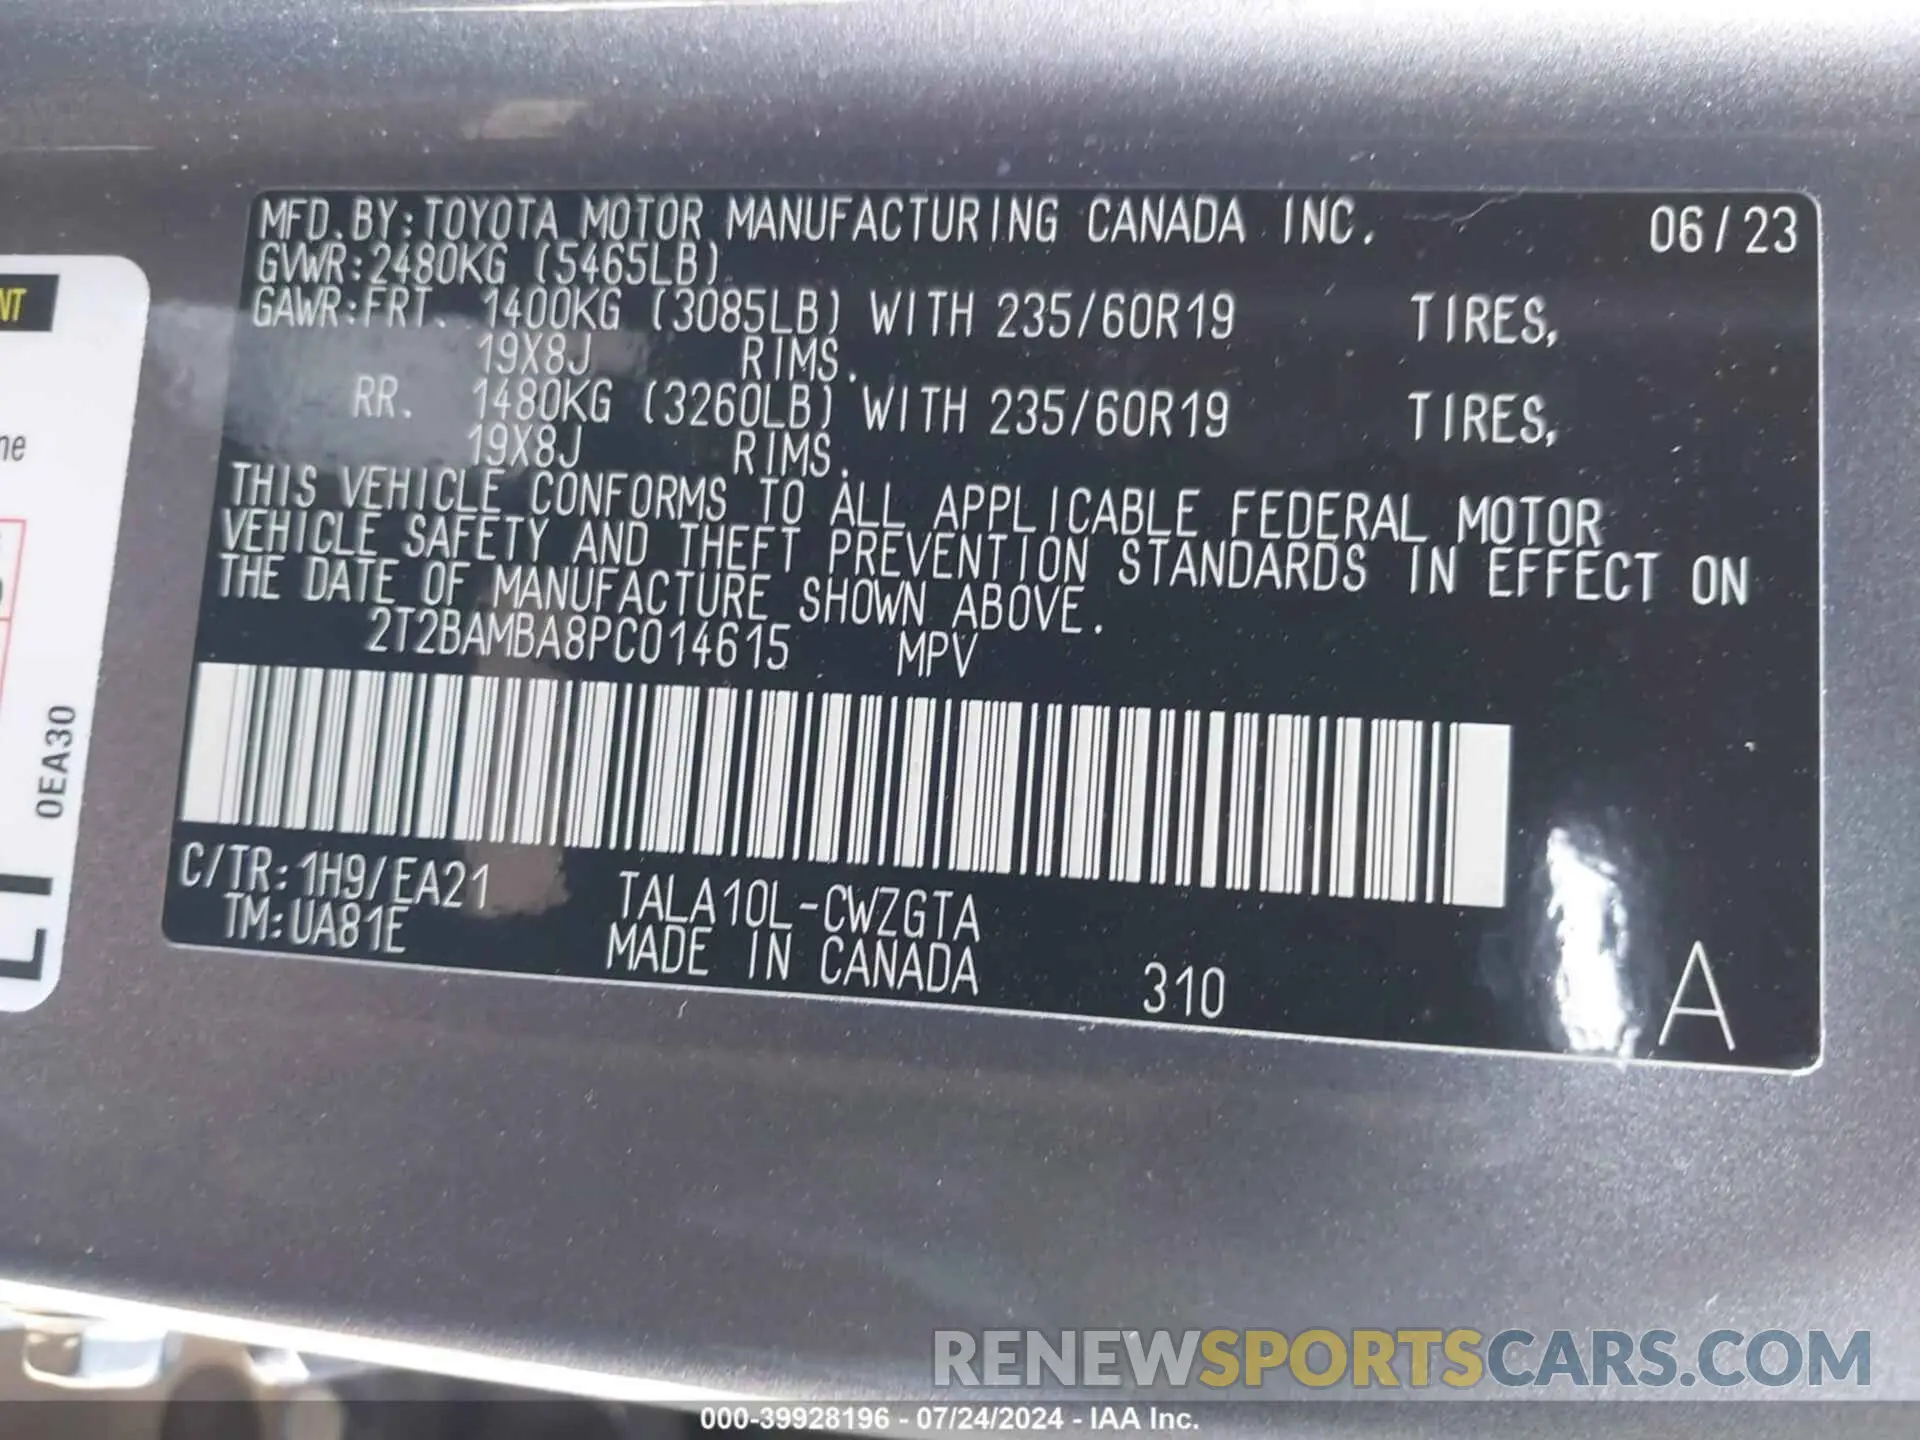 MFD.BY:TOYOTA MOTOR MANUFACTURING CANADA INC. 06/23
GVWR:2480KG (5465LB)
GAWR:FRT. 1400KG (3085LB) WITH 235/60R19 TIRES,
19X8J RIMS.
RR. 1480KG (3260LB) WITH 235/60R19 TIRES,
19X8J RIMS.
THIS VEHICLE CONFORMS TO ALL APPLICABLE FEDERAL MOTOR
VEHICLE SAFETY AND THEFT PREVENTION STANDARDS IN EFFECT ON
THE DATE OF MANUFACTURE SHOWN ABOVE.
2T2BAMBA8PC014615 MPV
C/TR:1H9/EA21 TALA10L-CWZGTA
TM:UA81E MADE IN CANADA 310 A
0EA30
RENEWSPORTSCARS.COM
000-39928196 - 07/24/2024 - IAA Inc.